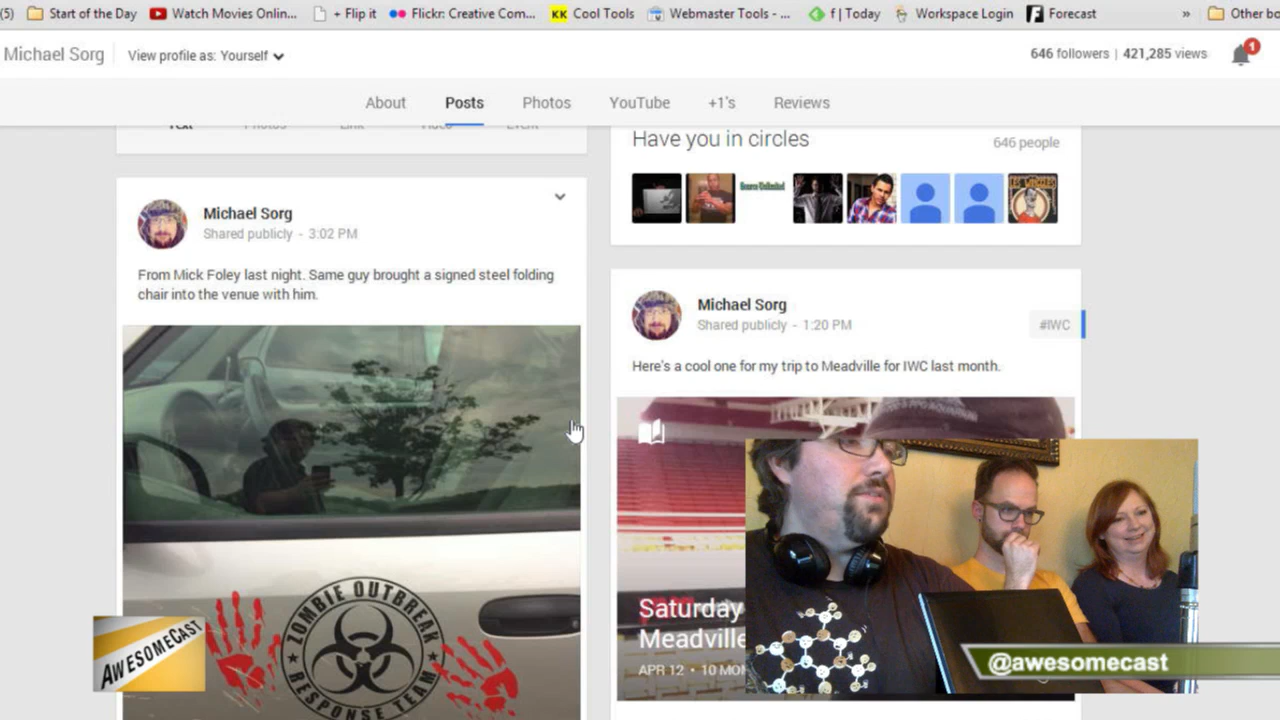 (5) Start of the Day Watch Movies Onlin... + Flip it Flickr: Creative Com... KK Cool Tools Webmaster Tools - ... f | Today Workspace Login Forecast » Other bo
Michael Sorg View profile as: Yourself 646 followers | 421,285 views 1
About Posts Photos YouTube +1's Reviews
Text Photos Link Video Event
Have you in circles 646 people
Michael Sorg
Shared publicly - 3:02 PM
From Mick Foley last night. Same guy brought a signed steel folding
chair into the venue with him.
ZOMBIE OUTBREAK
RESPONSE TEAM
Michael Sorg
Shared publicly - 1:20 PM
#IWC
Here's a cool one for my trip to Meadville for IWC last month.
Saturday
Meadville
APR 12 • 10 MO
AWESOMECAST
@awesomecast